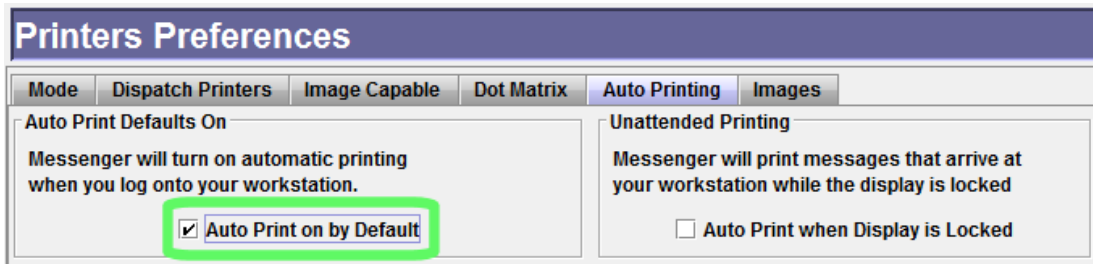 Printers Preferences
Mode Dispatch Printers Image Capable Dot Matrix Auto Printing Images
Auto Print Defaults On
Messenger will turn on automatic printing
when you log onto your workstation.
Auto Print on by Default
Unattended Printing
Messenger will print messages that arrive at
your workstation while the display is locked
Auto Print when Display is Locked